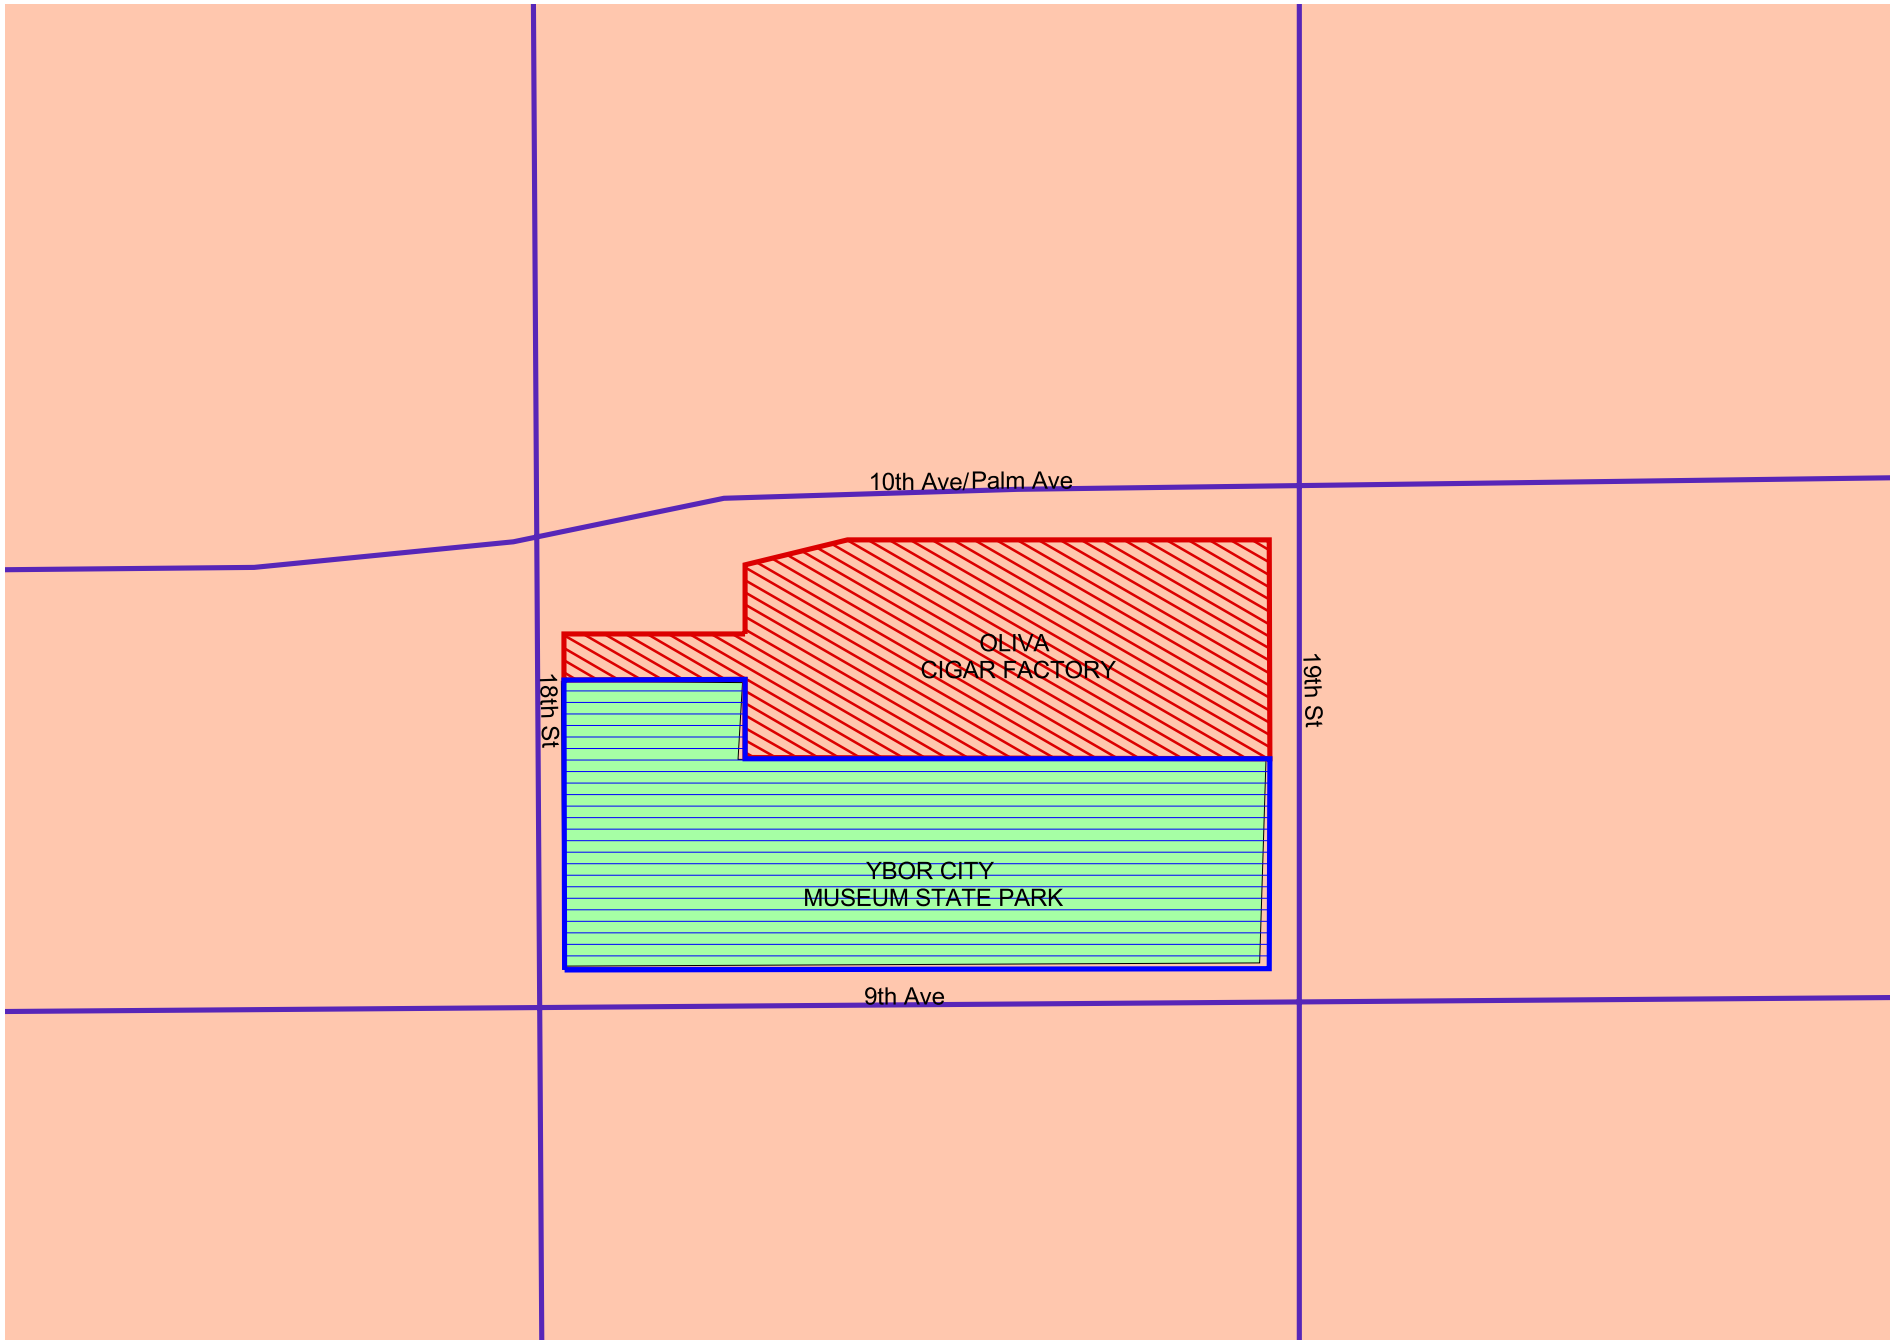 10th Ave/Palm Ave
OLIVA
CIGAR FACTORY
18th St
19th St
YBOR CITY
MUSEUM STATE PARK
9th Ave